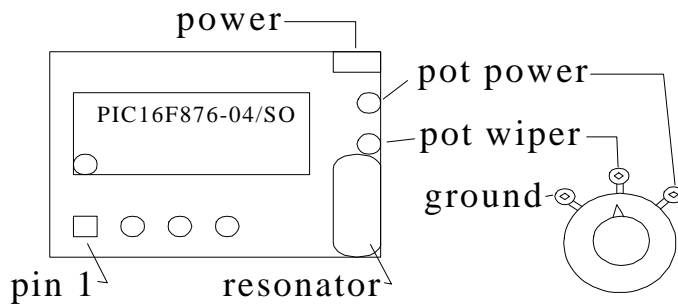 power
pot power
PIC16F876-04/SO
pot wiper
ground
pin 1
resonator